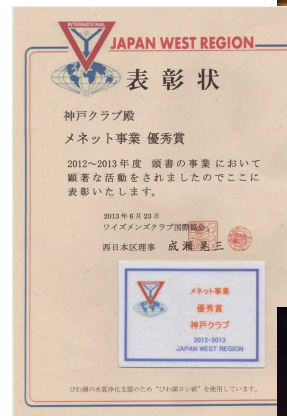 INTERNATIONAL
JAPAN WEST REGION
表彰状
神戸クラブ殿
メネット事業 優秀賞
2012～2013年度 頭書の事業 において
顕著な活動をされましたのでここに
表彰いたします。
2013年6月23日
ワイズメンズクラブ国際協会
西日本区理事 成瀬晃三
メネット事業
優秀賞
神戸クラブ
2012-2013
JAPAN WEST REGION
びわ湖の水質浄化支援のため"びわ湖ヨシ紙"を使用しています。